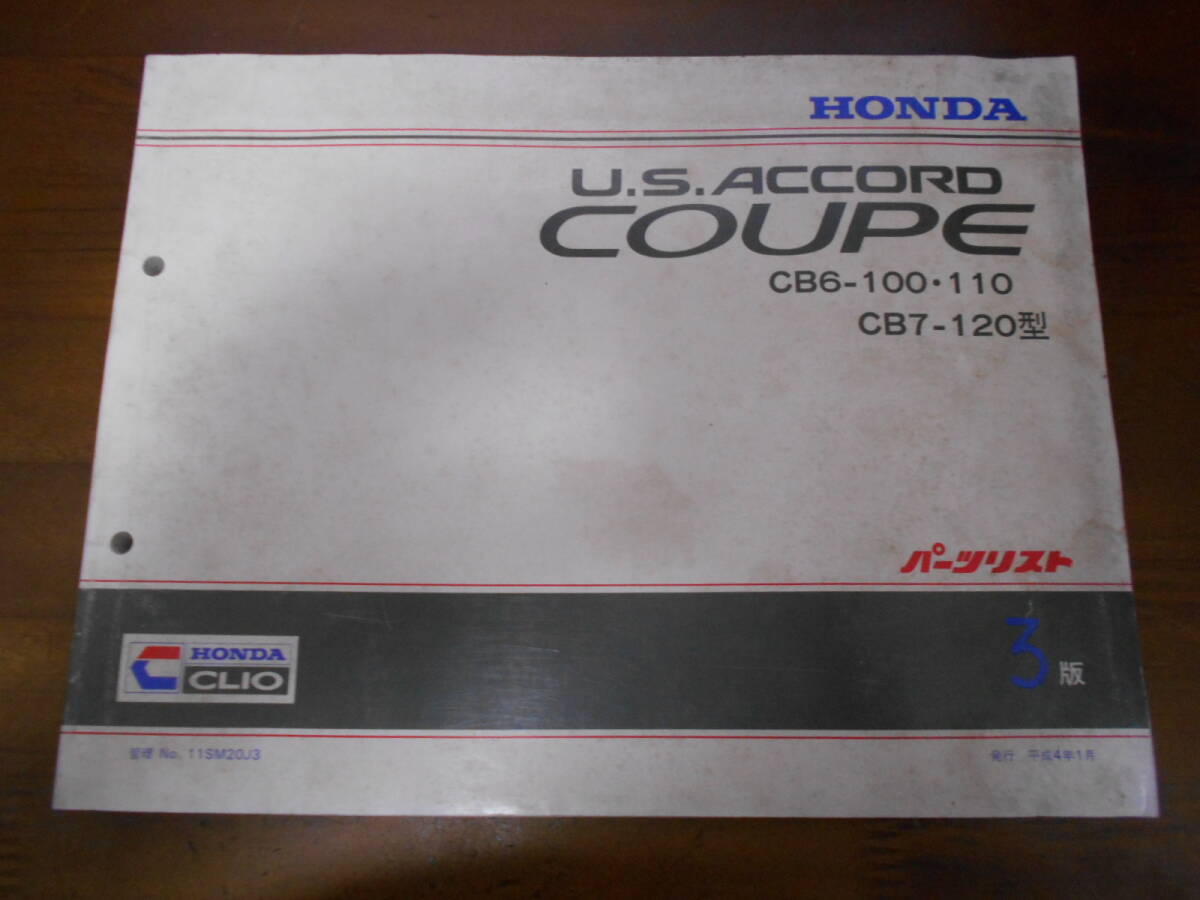 HONDA
U.S. ACCORD
COUPE
CB6-100・110
CB7-120型
パーツリスト
3版
HONDA
CLIO
管理 No. 11SM20J3
発行 平成4年1月